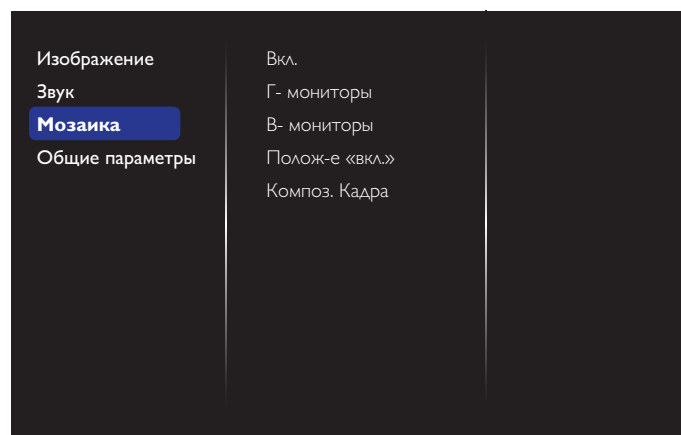 Изображение
Звук
Мозаика
Общие параметры
Вкл.
Г- мониторы
В- мониторы
Полож-е «вкл.»
Композ. Кадра